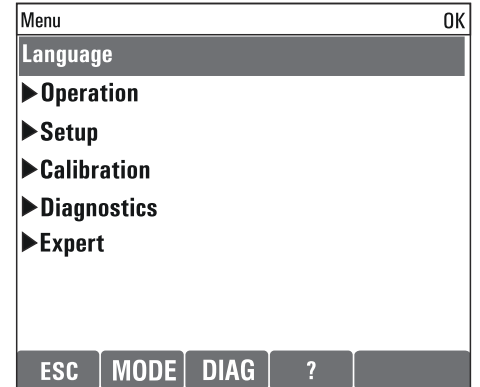 Menu OK
Language
▶Operation
▶Setup
▶Calibration
▶Diagnostics
▶Expert
ESC MODE DIAG ?